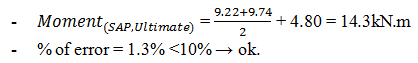 - Moment(SAP,Ultimate) = (9.22+9.74)/2 + 4.80 = 14.3kN.m
- % of error = 1.3% <10% → ok.